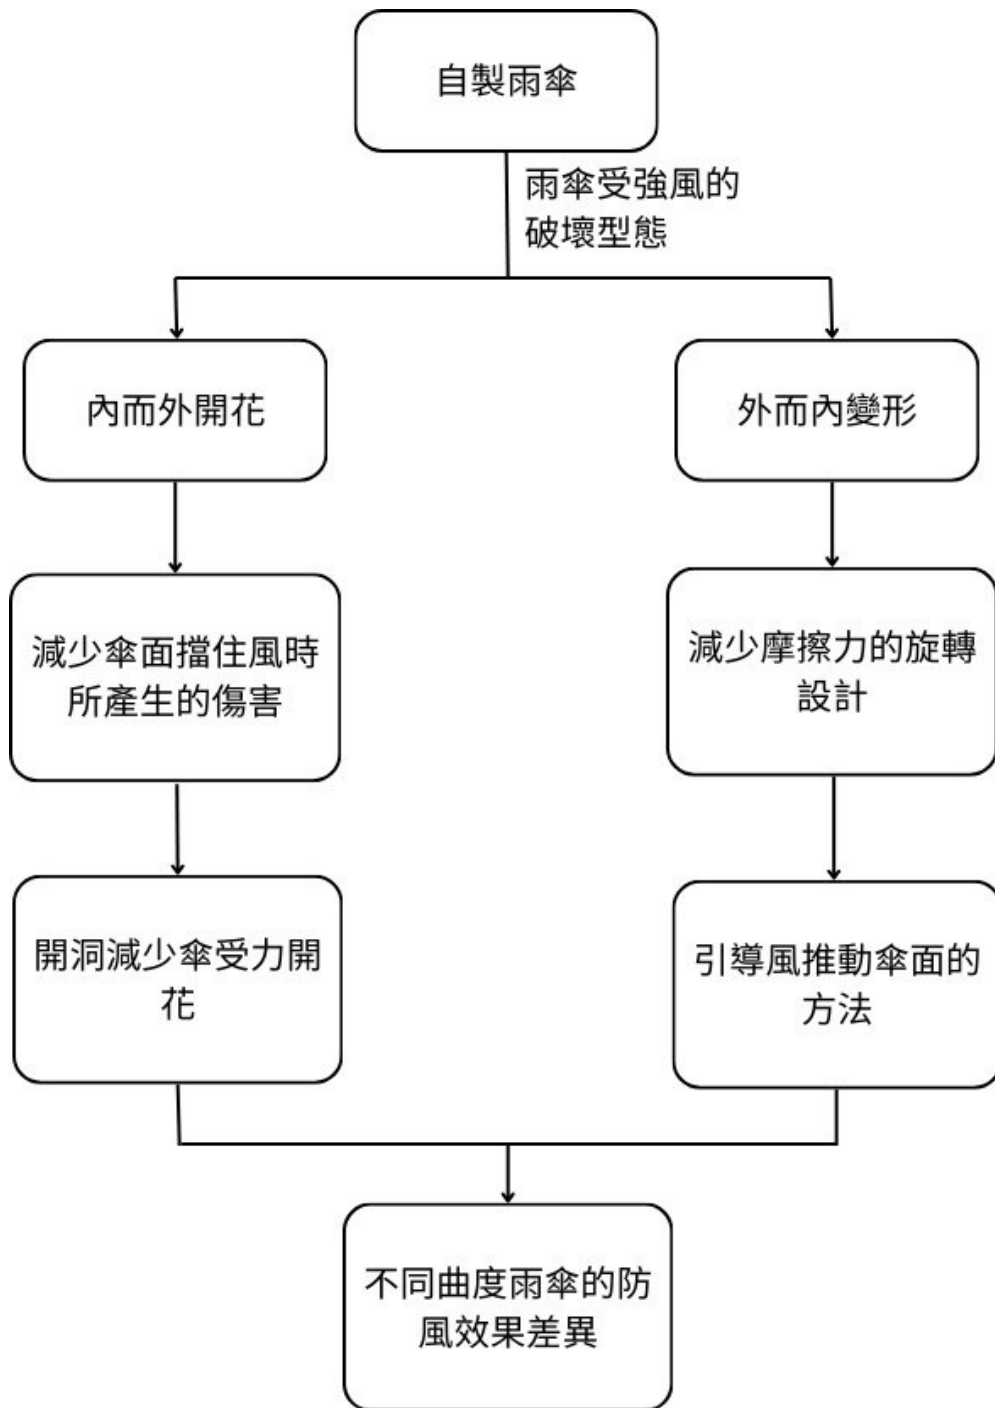 自製雨傘
雨傘受強風的
破壞型態
內而外開花
外而內變形
減少傘面擋住風時
所產生的傷害
減少摩擦力的旋轉
設計
開洞減少傘受力開
花
引導風推動傘面的
方法
不同曲度雨傘的防
風效果差異